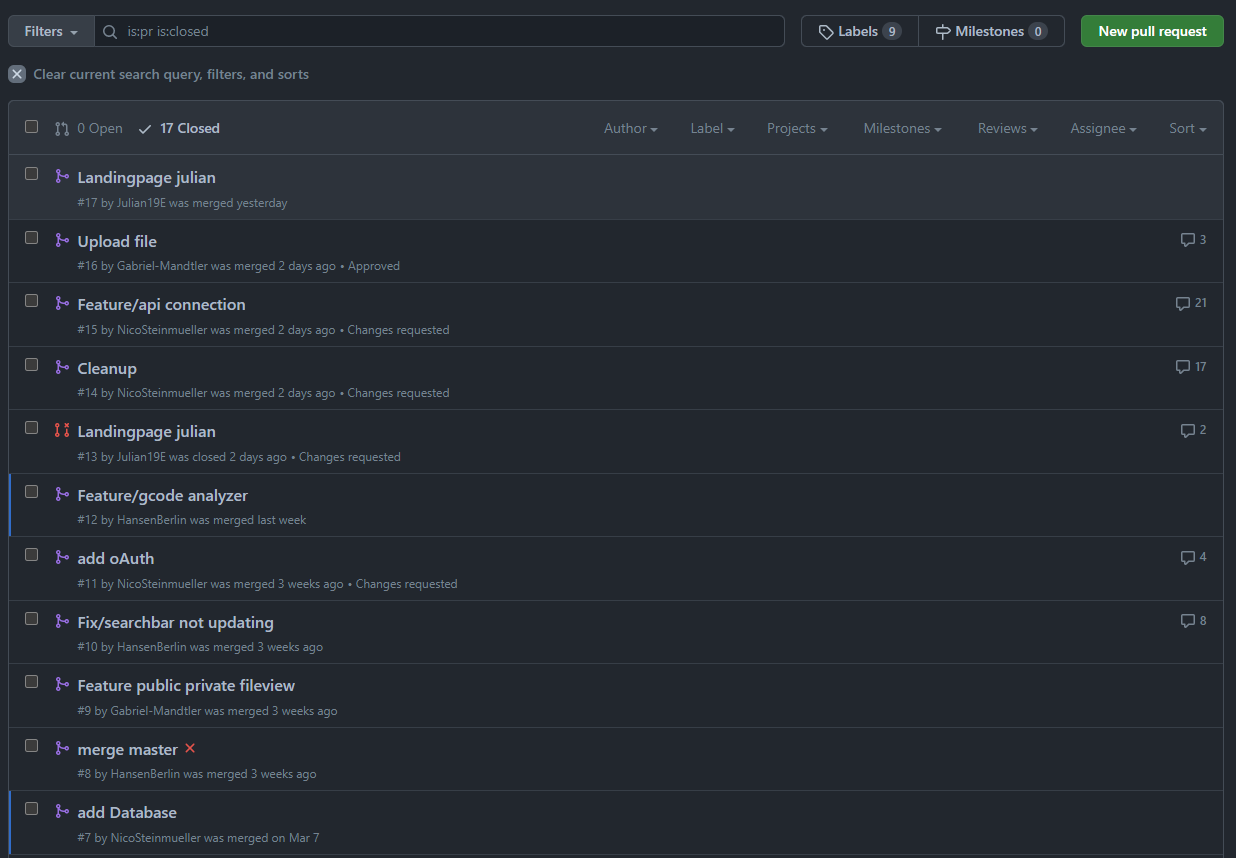 Filters
is:pr is:closed
Labels 9
Milestones 0
New pull request
Clear current search query, filters, and sorts
0 Open
17 Closed
Author
Label
Projects
Milestones
Reviews
Assignee
Sort
Landingpage julian
#17 by Julian19E was merged yesterday
Upload file
3
#16 by Gabriel-Mandtler was merged 2 days ago • Approved
Feature/api connection
21
#15 by NicoSteinmueller was merged 2 days ago • Changes requested
Cleanup
17
#14 by NicoSteinmueller was merged 2 days ago • Changes requested
Landingpage julian
2
#13 by Julian19E was closed 2 days ago • Changes requested
Feature/gcode analyzer
#12 by HansenBerlin was merged last week
add oAuth
4
#11 by NicoSteinmueller was merged 3 weeks ago • Changes requested
Fix/searchbar not updating
8
#10 by HansenBerlin was merged 3 weeks ago
Feature public private fileview
#9 by Gabriel-Mandtler was merged 3 weeks ago
merge master
#8 by HansenBerlin was merged 3 weeks ago
add Database
#7 by NicoSteinmueller was merged on Mar 7